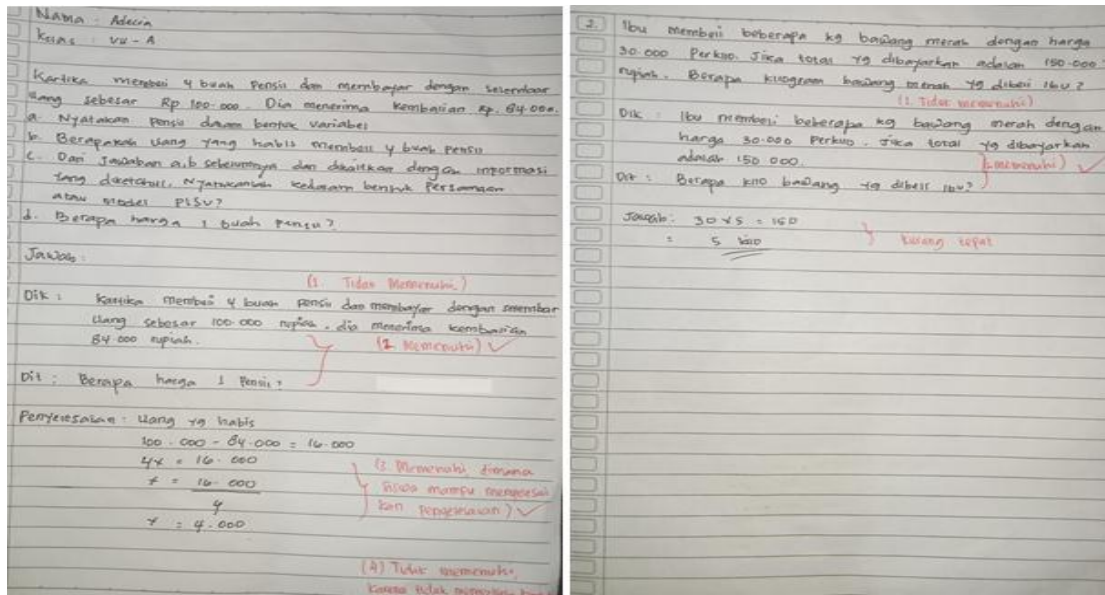 Nama : Adecin
Kelas : VII - A
Kartika membeli 4 buah Pensil dan membayar dengan selembar
uang sebesar Rp 100.000. Dia menerima kembalian Rp. 84.000.
a. Nyatakan Pensil dalam bentuk variabel
b. Berapakah uang yang habis membeli 4 buah Pensil
c. Dari Jawaban a,b sebelumnya dan dikaitkan dengan informasi
yang diketahui, Nyatakanlah kedalam bentuk Persamaan
atau model PLSV?
d. Berapa harga 1 buah Pensil?
Jawab :
(1. Tidak Memenuhi)
Dik : Kartika membeli 4 buah pensil dan membayar dengan selembar
uang sebesar 100.000 rupiah. dia menerima kembalian
84.000 rupiah.
(2. Memenuhi) ✓
Dit : Berapa harga 1 Pensil?
Penyelesaian : Uang yg habis
100.000 - 84.000 = 16.000
4x = 16.000
x = 16.000
4
x = 4.000
(3 Memenuhi dimana
siswa mampu
) ✓
(4) Tidak memenuhi,
karena tidak
2. Ibu membeli beberapa kg bawang merah dengan harga
30.000 Perkilo. Jika total yg dibayarkan adalah 150.000
rupiah. Berapa kilogram bawang merah yg dibeli Ibu?
(1. Tidak memenuhi)
Dik : Ibu membeli beberapa kg bawang merah dengan
harga 30.000 Perkilo. Jika total yg dibayarkan
adalah 150 000.
(2. memenuhi) ✓
Dit : Berapa kilo bawang yg dibeli Ibu?
Jawab : 30 x 5 = 150
= 5 kilo
kurang tepat